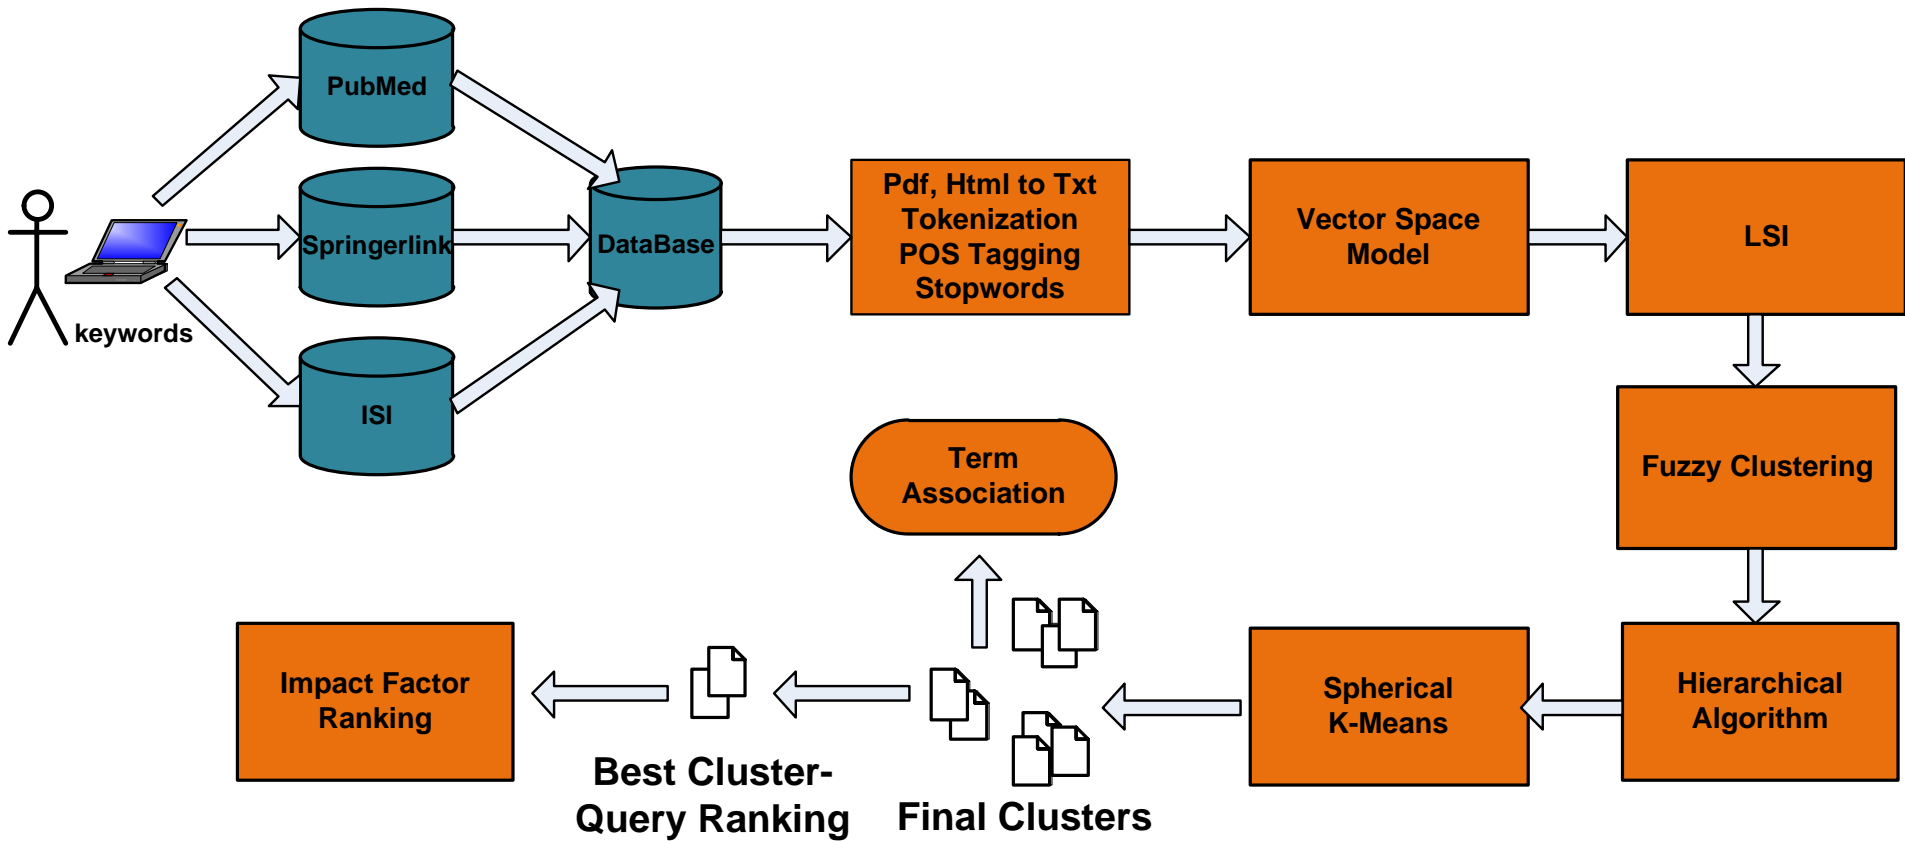 PubMed
Springerlink
ISI
keywords
DataBase
Pdf, Html to Txt
Tokenization
POS Tagging
Stopwords
Vector Space
Model
LSI
Fuzzy Clustering
Hierarchical
Algorithm
Spherical
K-Means
Term
Association
Final Clusters
Best Cluster-
Query Ranking
Impact Factor
Ranking